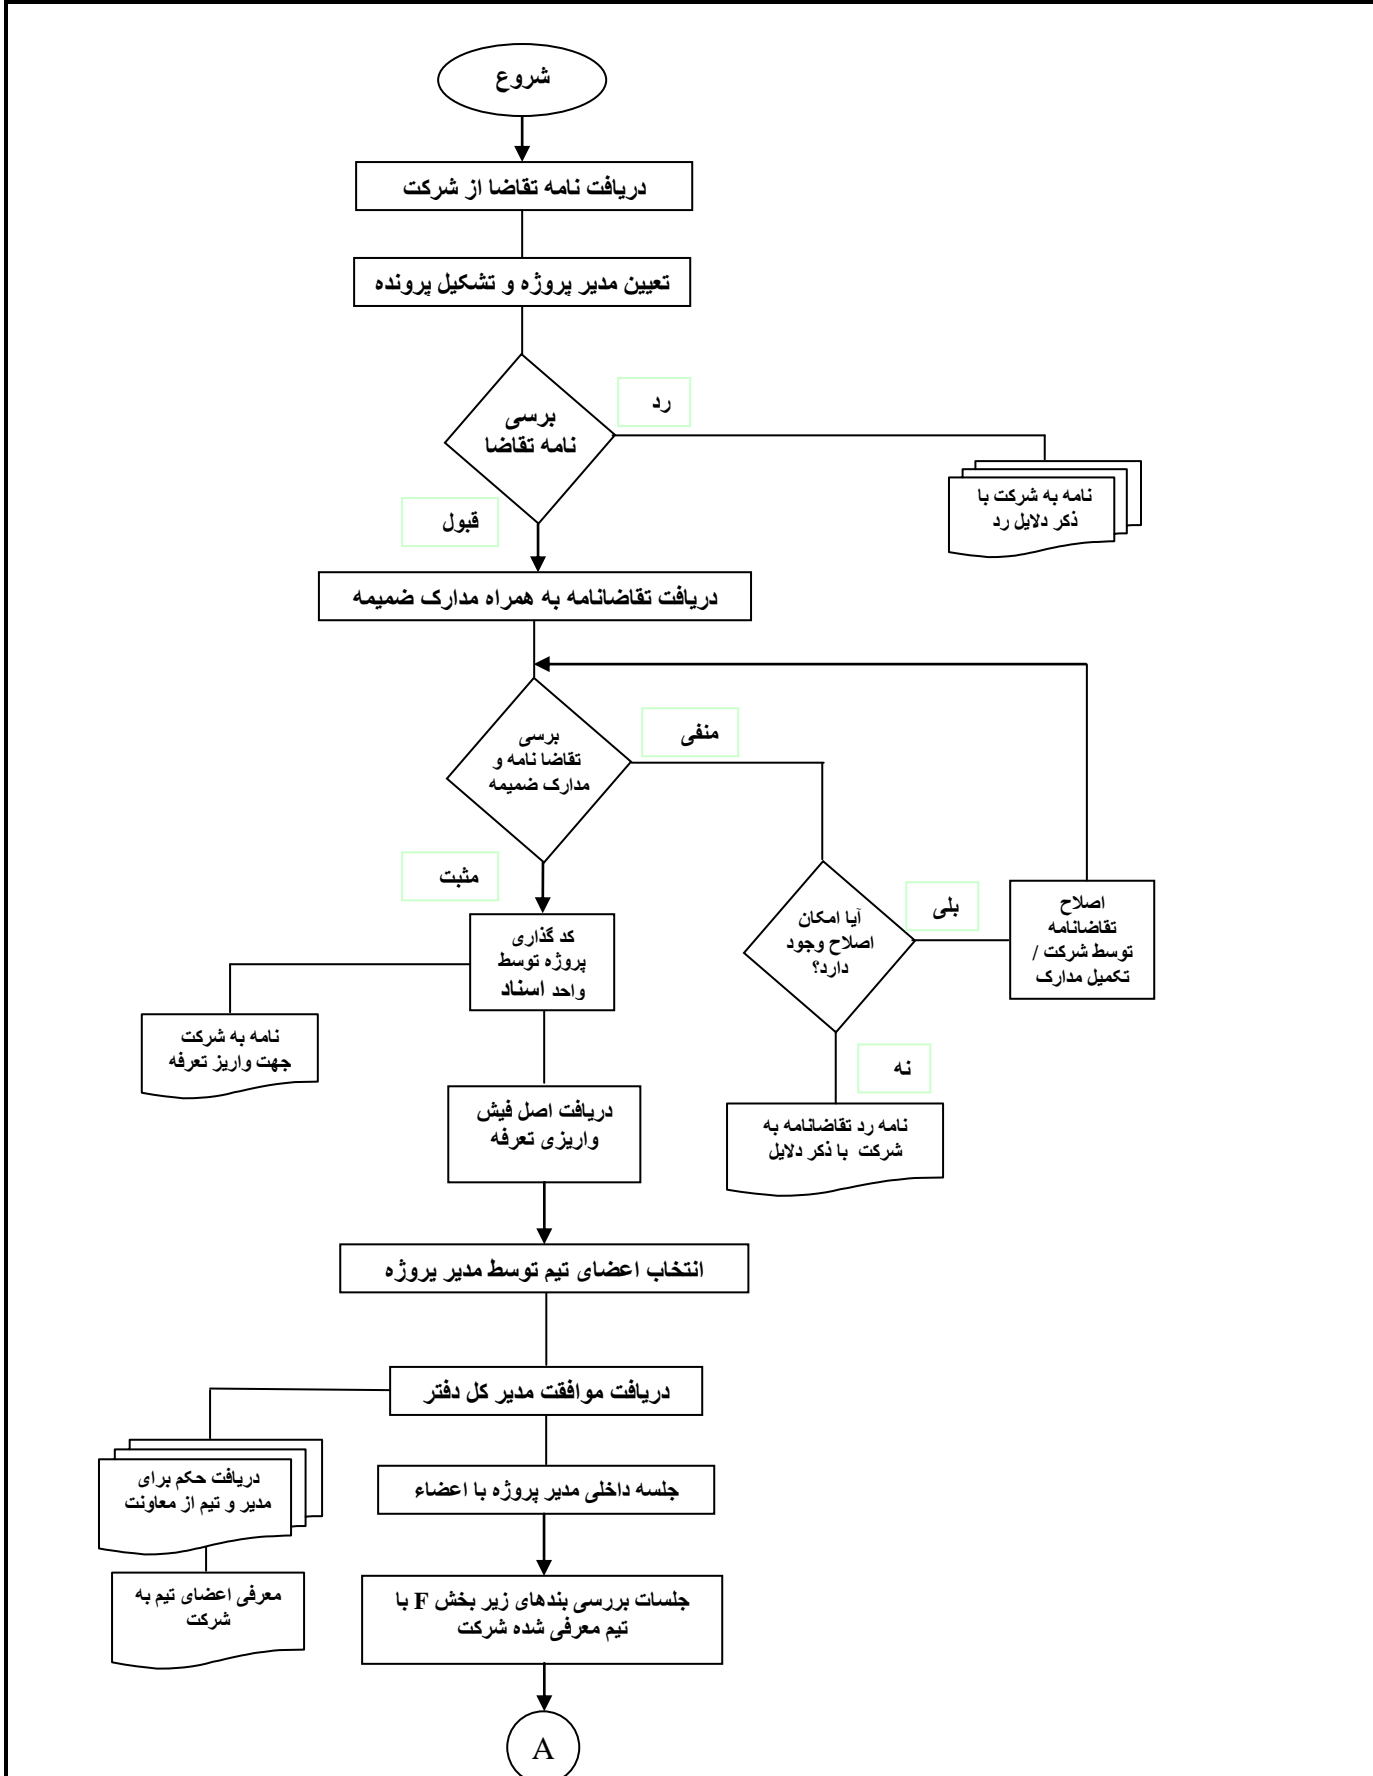 شروع
دریافت نامه تقاضا از شرکت
تعیین مدیر پروژه و تشکیل پرونده
رد
برسی
نامه تقاضا
نامه به شرکت با
ذکر دلایل رد
قبول
دریافت تقاضانامه به همراه مدارک ضمیمه
منفی
برسی
تقاضا نامه و
مدارک ضمیمه
مثبت
بلی
اصلاح
تقاضانامه
توسط شرکت /
تکمیل مدارک
آیا امکان
اصلاح وجود
دارد؟
کد گذاری
پروژه توسط
واحد اسناد
نامه به شرکت
جهت واریز تعرفه
نه
دریافت اصل فیش
واریزی تعرفه
نامه رد تقاضانامه به
شرکت با ذکر دلایل
انتخاب اعضای تیم توسط مدیر پروژه
دریافت موافقت مدیر کل دفتر
دریافت حکم برای
مدیر و تیم از معاونت
جلسه داخلی مدیر پروژه با اعضاء
معرفی اعضای تیم به
شرکت
جلسات بررسی بندهای زیر بخش F با
تیم معرفی شده شرکت
A